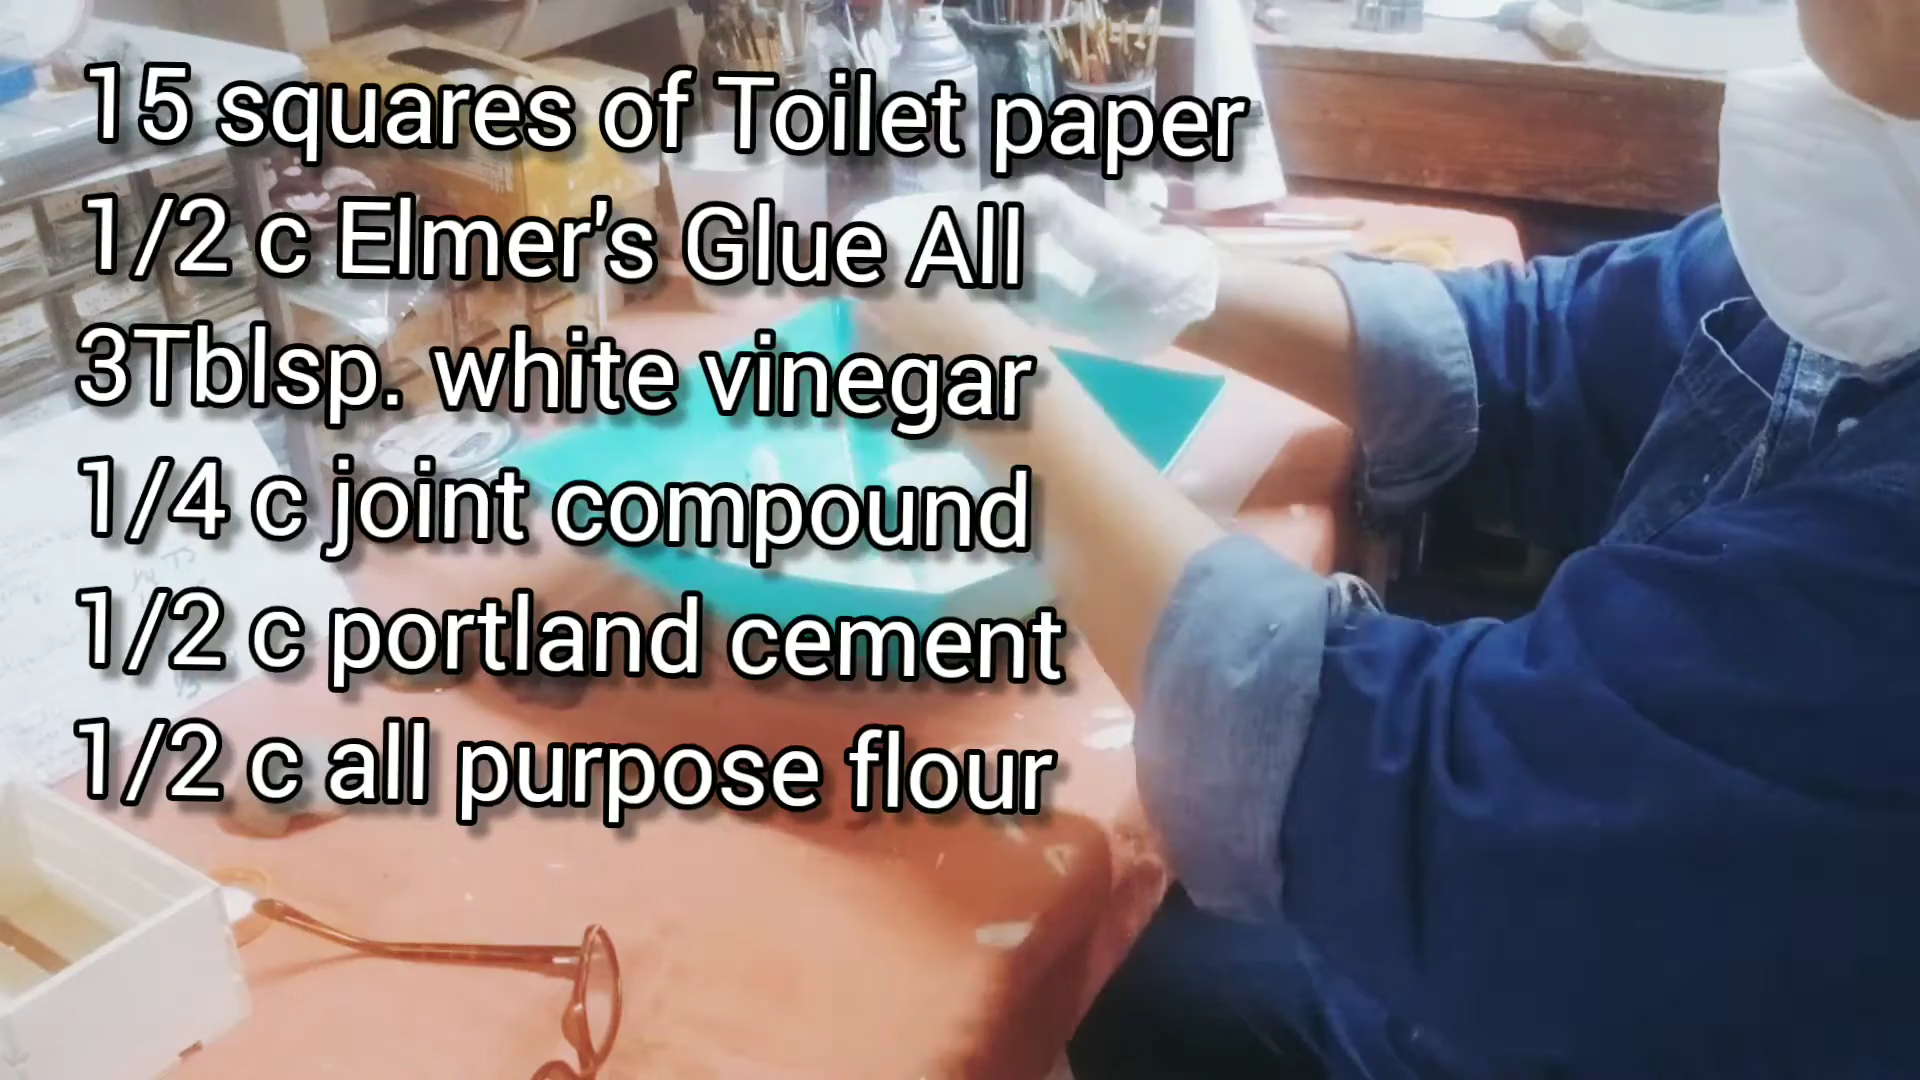 15 squares of Toilet paper
1/2 c Elmer's Glue All
3Tblsp. white vinegar
1/4 c joint compound
1/2 c portland cement
1/2 c all purpose flour